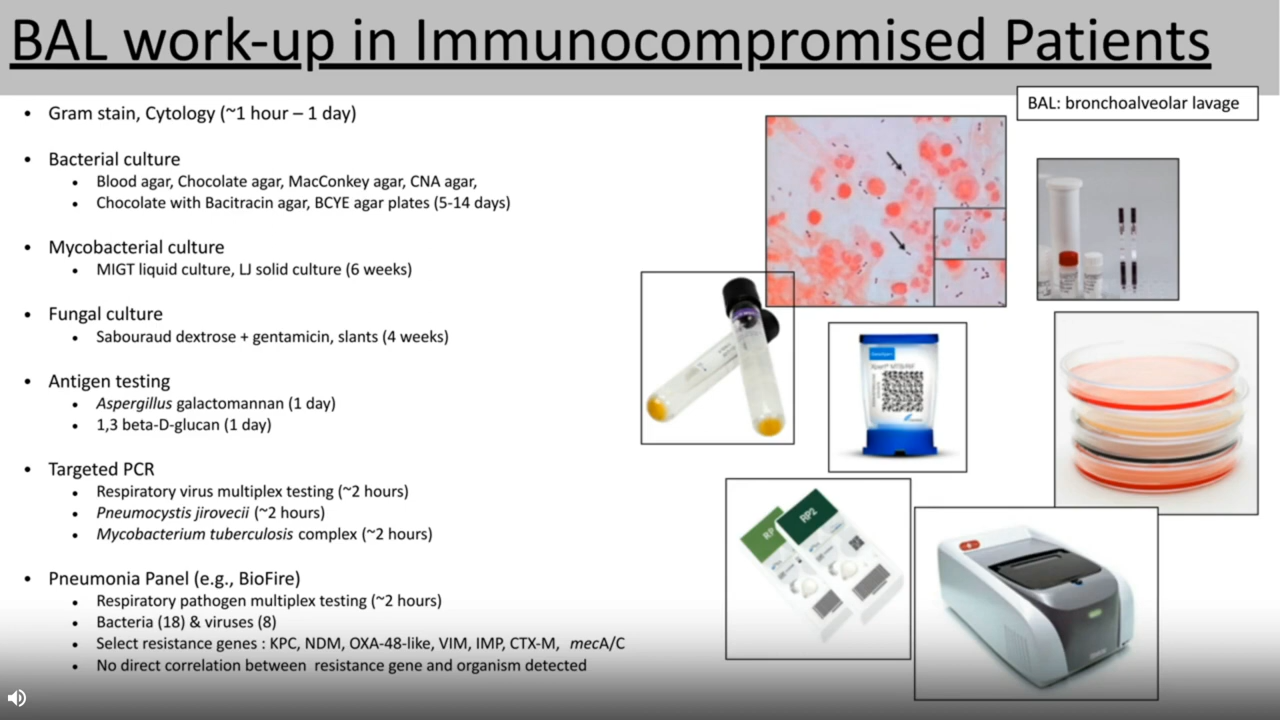 BAL work-up in Immunocompromised Patients
BAL: bronchoalveolar lavage
• Gram stain, Cytology (~1 hour – 1 day)
• Bacterial culture
• Blood agar, Chocolate agar, MacConkey agar, CNA agar,
• Chocolate with Bacitracin agar, BCYE agar plates (5-14 days)
• Mycobacterial culture
• MIGT liquid culture, LJ solid culture (6 weeks)
• Fungal culture
• Sabouraud dextrose + gentamicin, slants (4 weeks)
• Antigen testing
• Aspergillus galactomannan (1 day)
• 1,3 beta-D-glucan (1 day)
• Targeted PCR
• Respiratory virus multiplex testing (~2 hours)
• Pneumocystis jirovecii (~2 hours)
• Mycobacterium tuberculosis complex (~2 hours)
• Pneumonia Panel (e.g., BioFire)
• Respiratory pathogen multiplex testing (~2 hours)
• Bacteria (18) & viruses (8)
• Select resistance genes : KPC, NDM, OXA-48-like, VIM, IMP, CTX-M, mecA/C
• No direct correlation between resistance gene and organism detected
RP
RP2